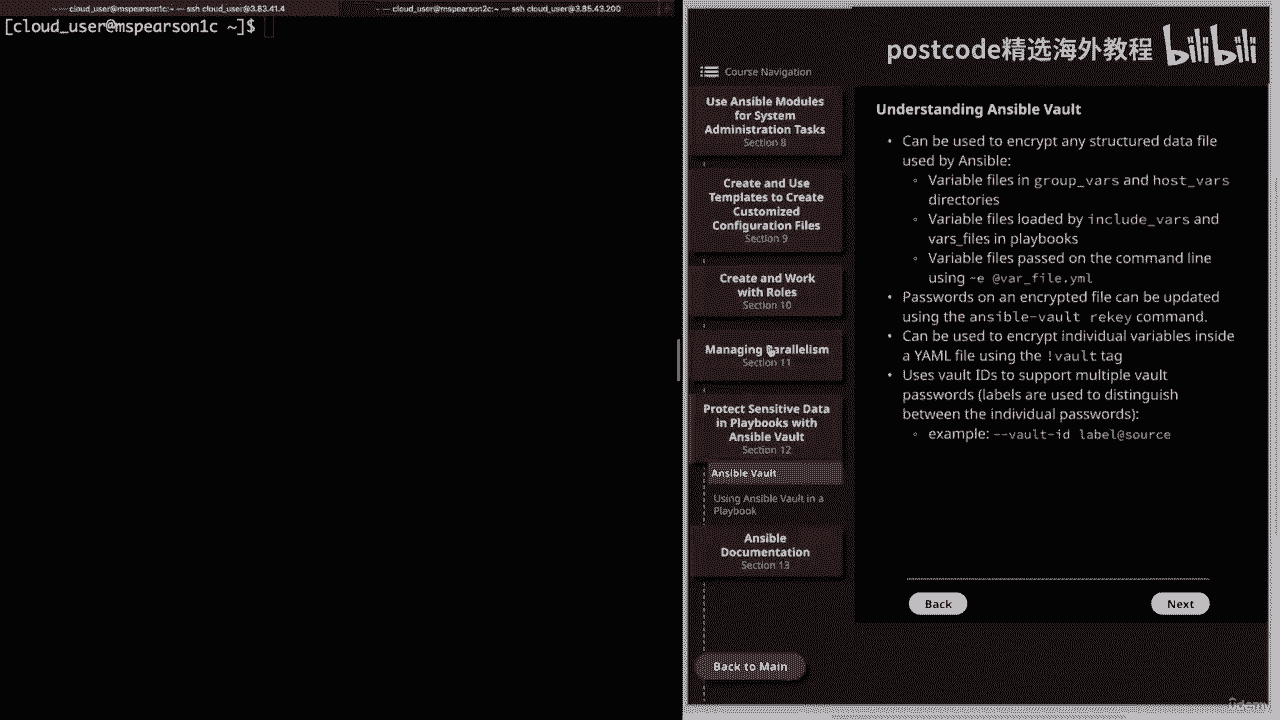 cloud_user@mspearson1c:~ — ssh cloud_user@3.83.41.4
cloud_user@mspearson2c:~ — ssh cloud_user@3.85.43.200
[cloud_user@mspearson1c ~]$
postcode精选海外教程 bilibili
Course Navigation
Use Ansible Modules
for System
Administration Tasks
Section 8
Create and Use
Templates to Create
Customized
Configuration Files
Section 9
Create and Work
with Roles
Section 10
Managing Parallelism
Section 11
Protect Sensitive Data
in Playbooks with
Ansible Vault
Section 12
Ansible Vault
Using Ansible Vault in a
Playbook
Ansible
Documentation
Section 13
Back to Main
Understanding Ansible Vault
• Can be used to encrypt any structured data file
used by Ansible:
◦ Variable files in group_vars and host_vars
directories
◦ Variable files loaded by include_vars and
vars_files in playbooks
◦ Variable files passed on the command line
using -e @var_file.yml
• Passwords on an encrypted file can be updated
using the ansible-vault rekey command.
• Can be used to encrypt individual variables inside
a YAML file using the !vault tag
• Uses vault IDs to support multiple vault
passwords (labels are used to distinguish
between the individual passwords):
◦ example: --vault-id label@source
Back
Next
ûdemy